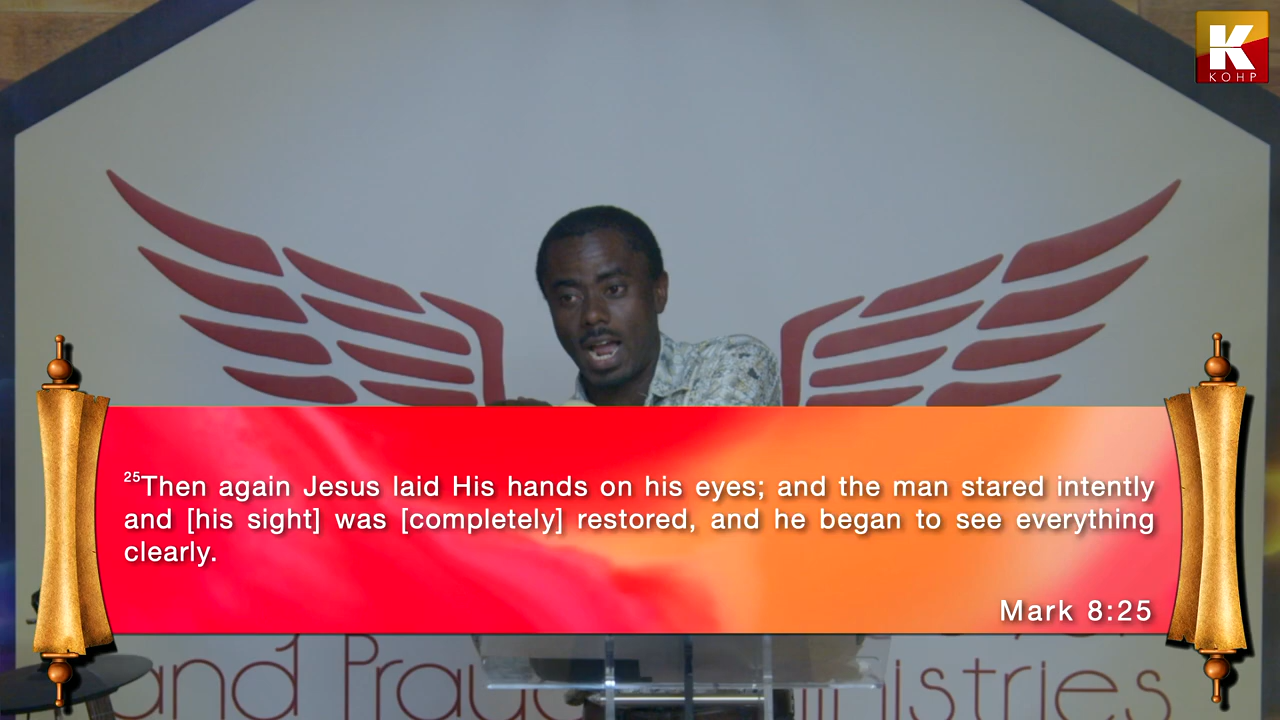 K
KOHP
25Then again Jesus laid His hands on his eyes; and the man stared intently
and [his sight] was [completely] restored, and he began to see everything
clearly.
Mark 8:25
and